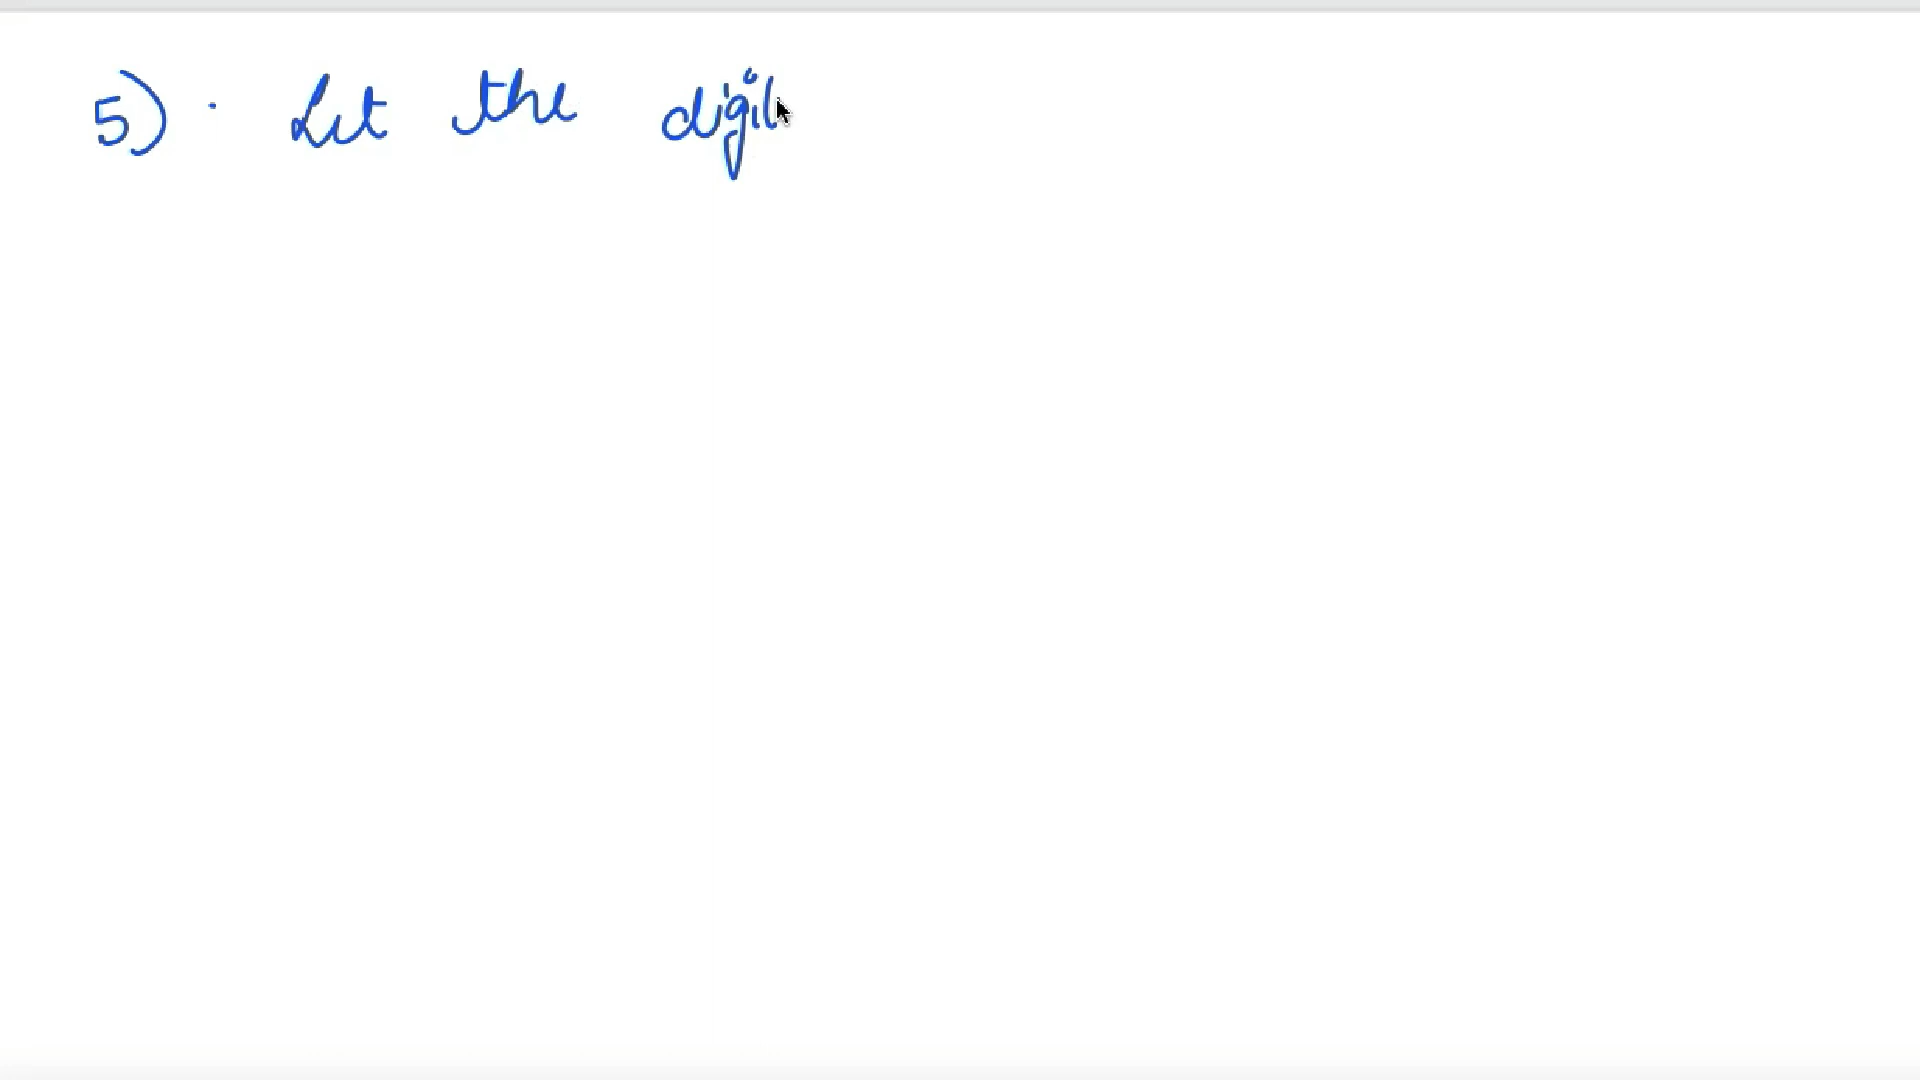 5) . Let the digit